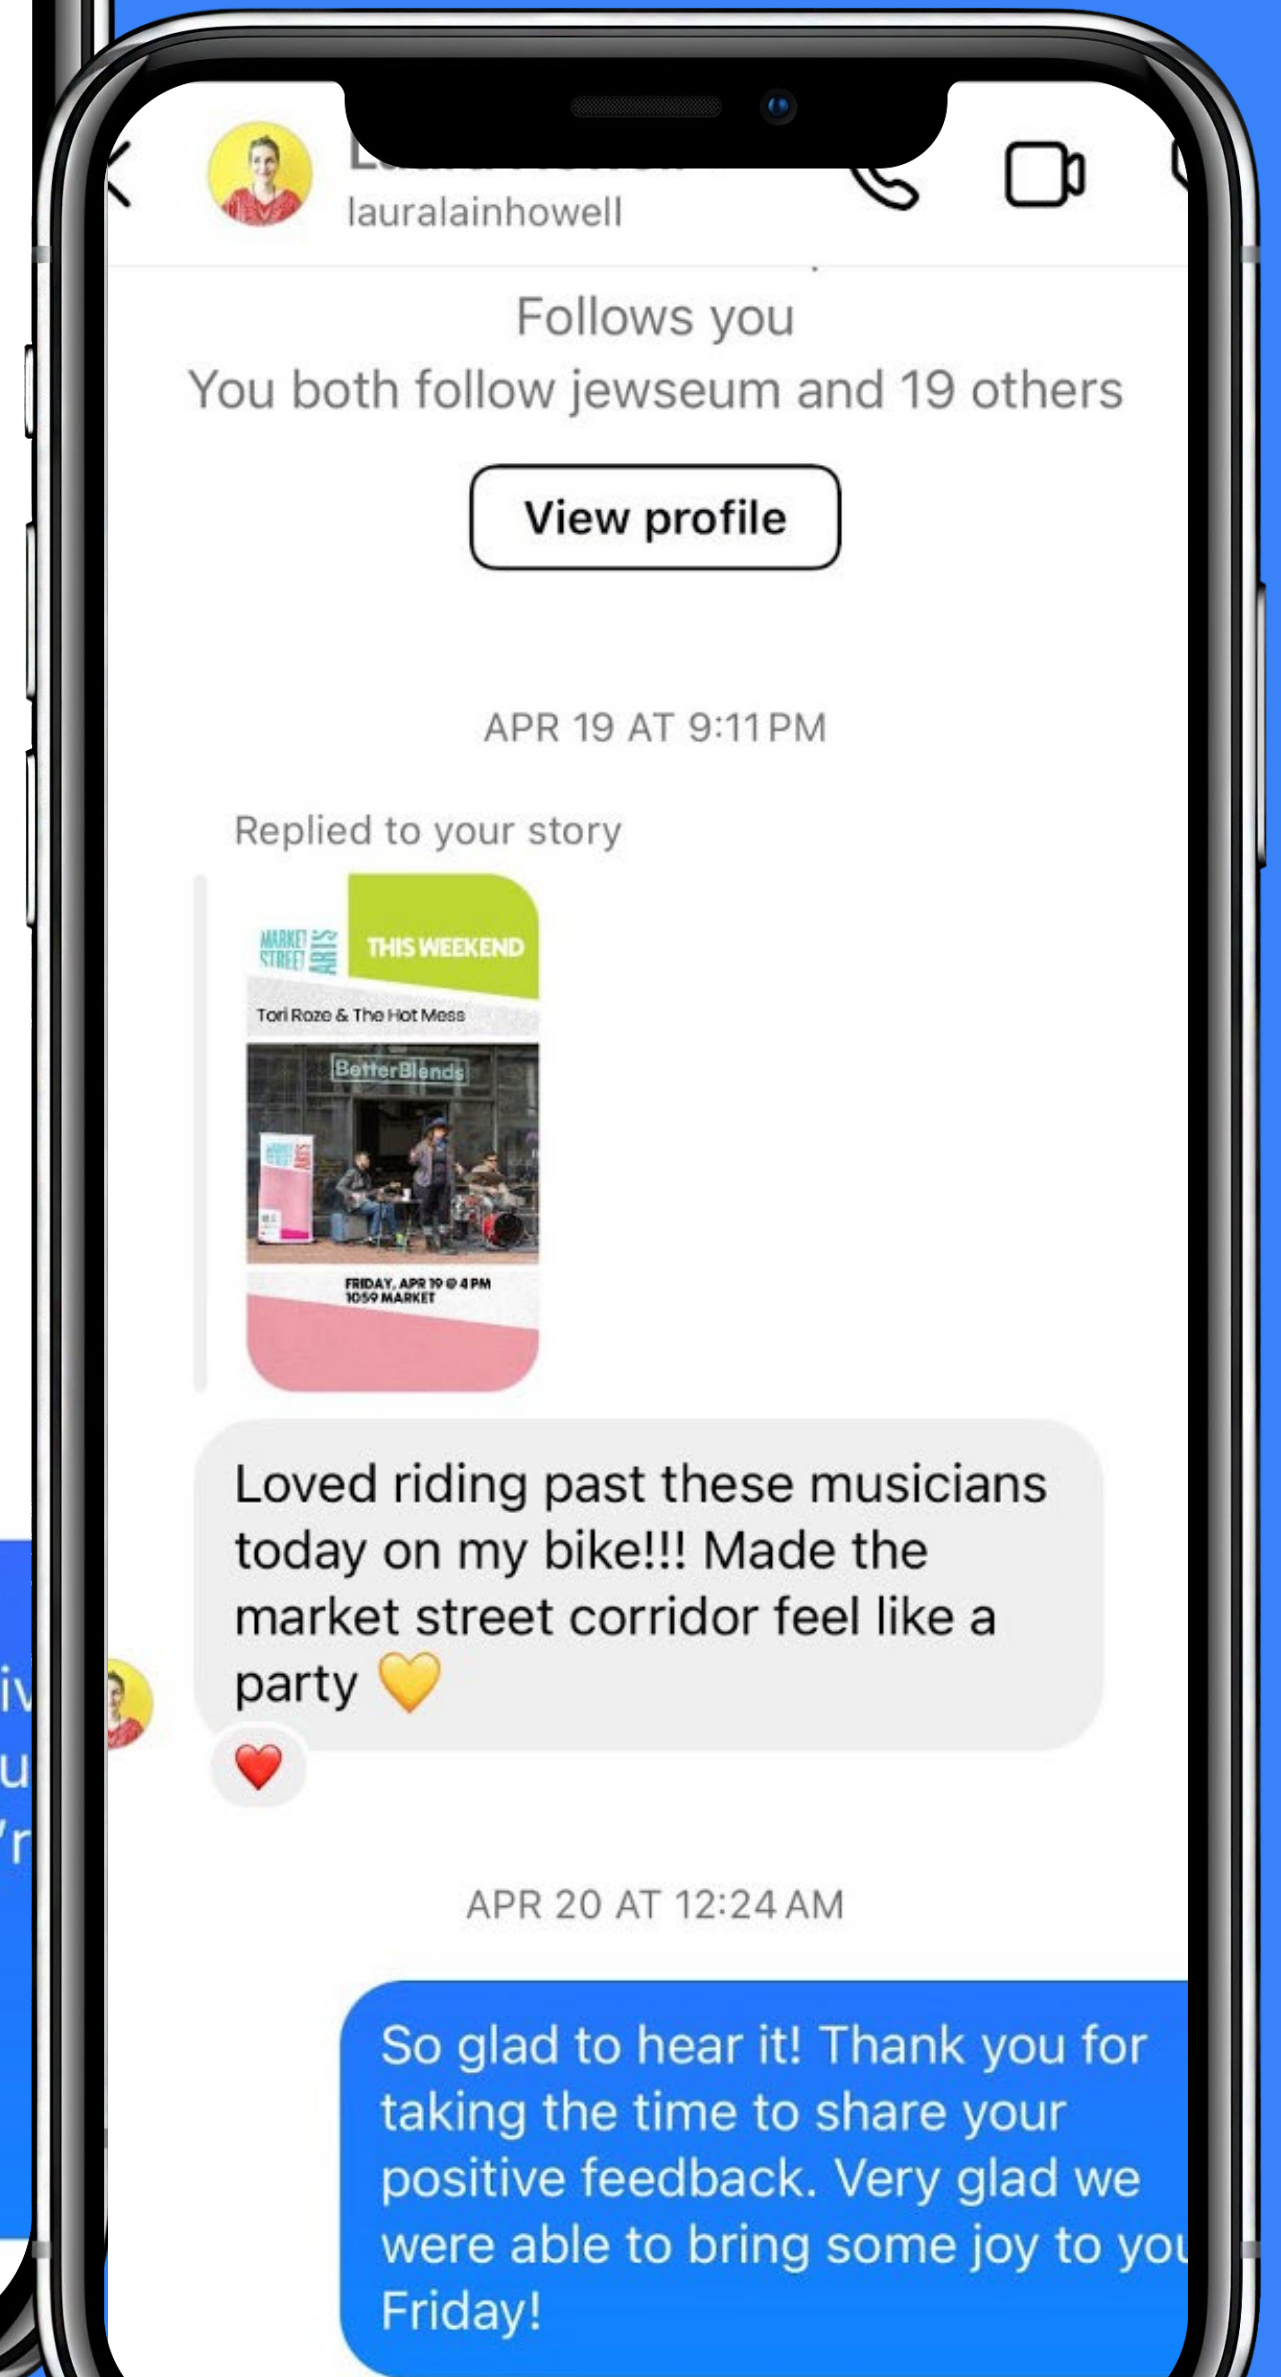 lauralainhowell
Follows you
You both follow jewseum and 19 others
View profile
APR 19 AT 9:11 PM
Replied to your story
MARKET
STREET
ARTS
THIS WEEKEND
Tori Roze & The Hot Mess
BetterBlends
FRIDAY, APR 19 @ 4 PM
1059 MARKET
Loved riding past these musicians
today on my bike!!! Made the
market street corridor feel like a
party 💛
❤️
APR 20 AT 12:24 AM
So glad to hear it! Thank you for
taking the time to share your
positive feedback. Very glad we
were able to bring some joy to you
Friday!